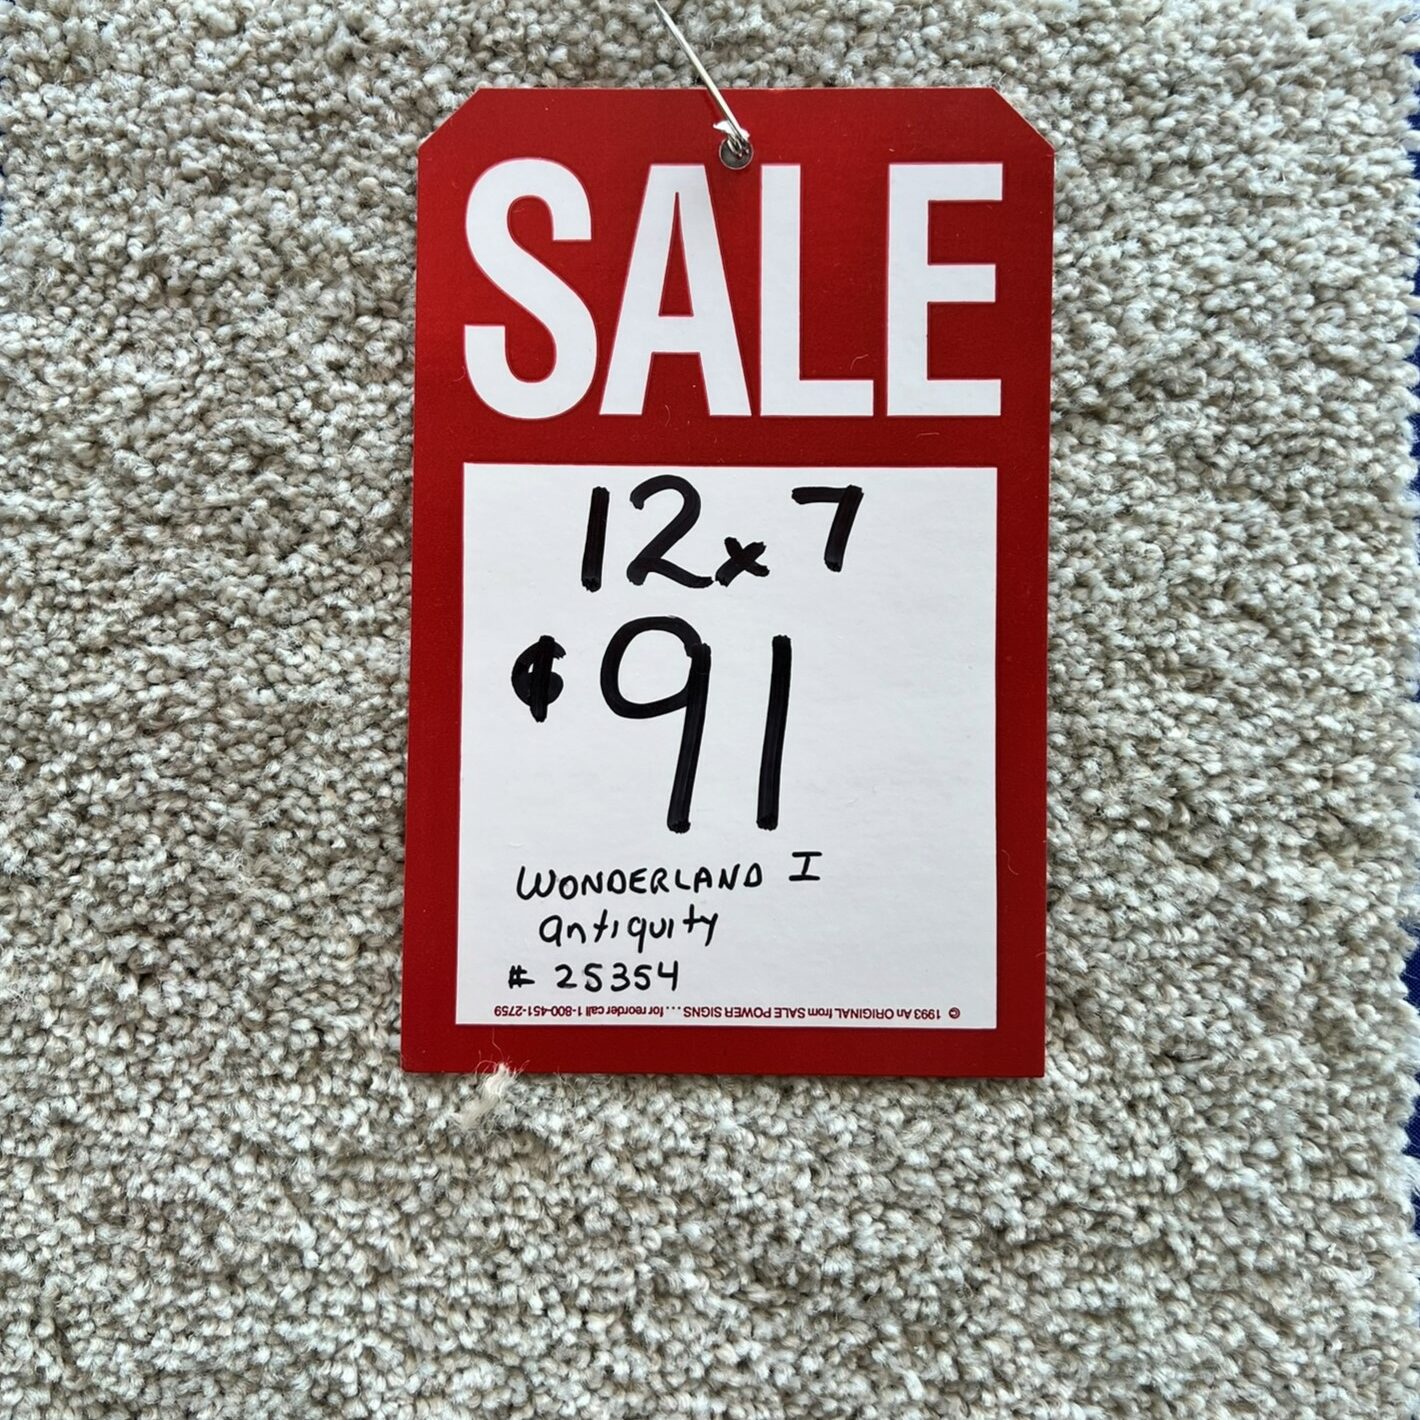 SALE
12x7
$91
WONDERLAND I
antiquity
# 25354
© 1993 An ORIGINAL from SALE POWER SIGNS .... for reorder call 1-800-451-2759